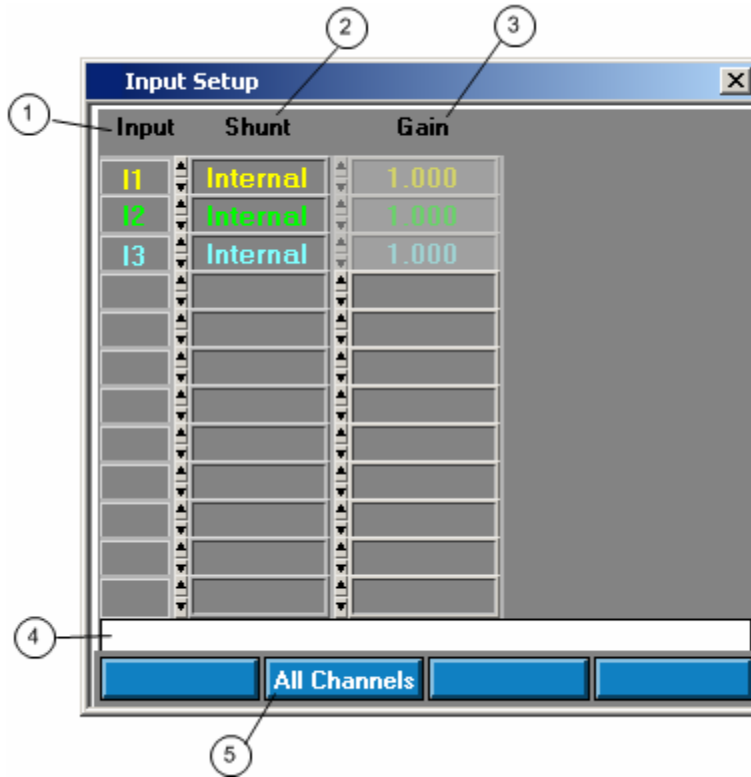 2
3
Input Setup
1
Input Shunt Gain
I1 Internal 1.000
I2 Internal 1.000
I3 Internal 1.000
4
All Channels
5